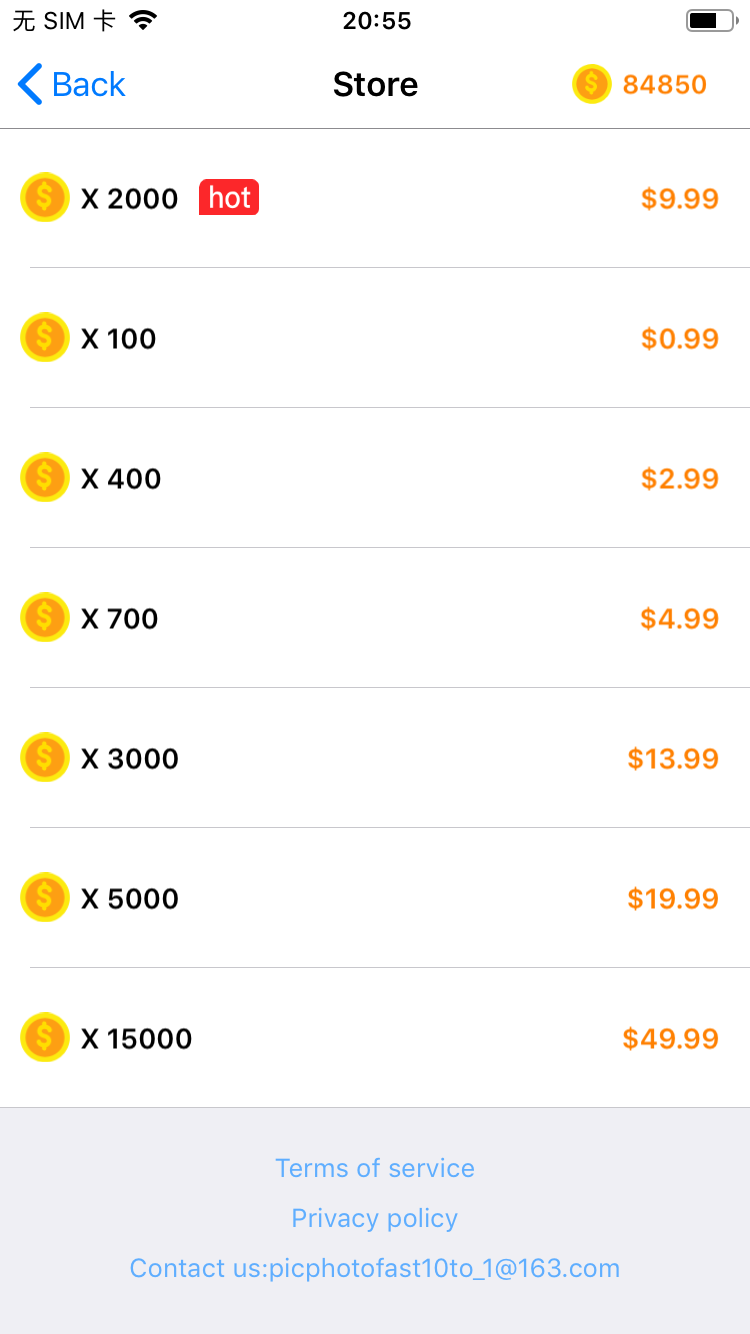 无 SIM 卡 20:55
Back Store 84850
X 2000 hot $9.99
X 100 $0.99
X 400 $2.99
X 700 $4.99
X 3000 $13.99
X 5000 $19.99
X 15000 $49.99
Terms of service
Privacy policy
Contact us:picphotofast10to_1@163.com